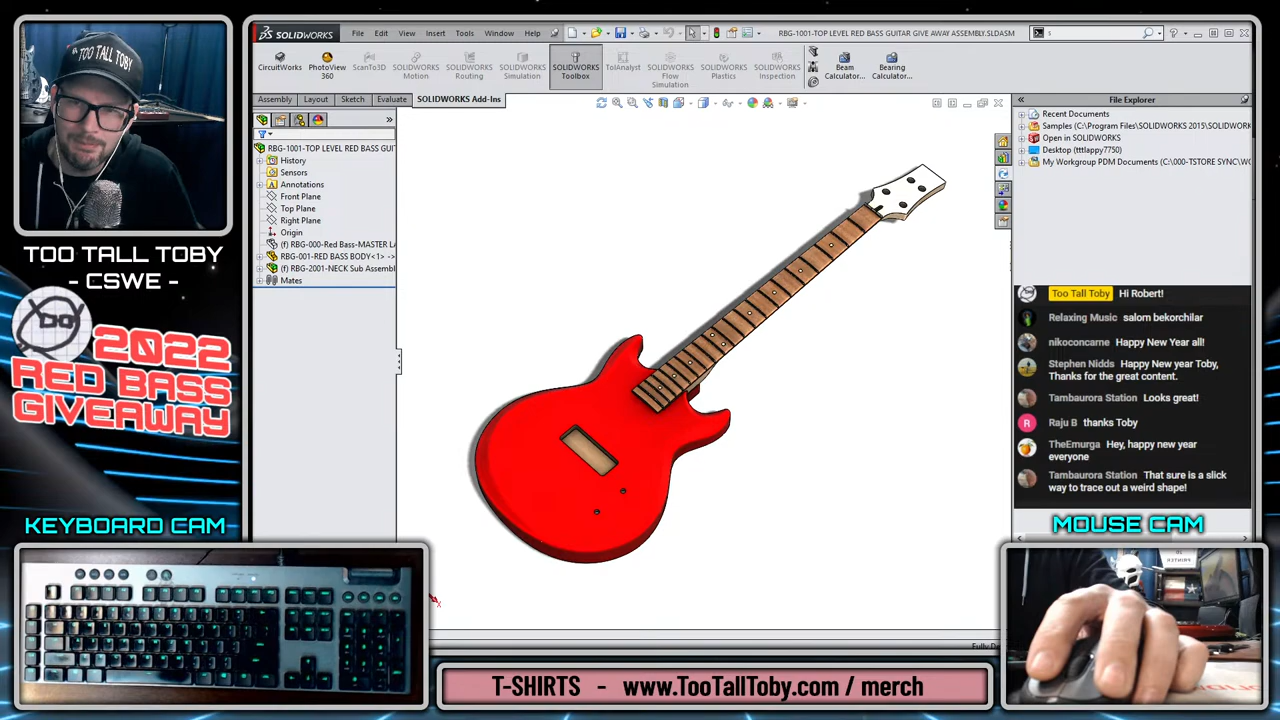 TOO TALL TOBY
TOO TALL TOBY
- CSWE -
2022
RED BASS
GIVEAWAY
KEYBOARD CAM
SOLIDWORKS
File Edit View Insert Tools Window Help
RBG-1001-TOP LEVEL RED BASS GUITAR GIVE AWAY ASSEMBLY.SLDASM
s
CircuitWorks
PhotoView
360
ScanTo3D
SOLIDWORKS
Motion
SOLIDWORKS
Routing
SOLIDWORKS
Simulation
SOLIDWORKS
Toolbox
TolAnalyst
SOLIDWORKS
Flow
Simulation
SOLIDWORKS
Plastics
SOLIDWORKS
Inspection
Beam
Calculator...
Bearing
Calculator...
Assembly Layout Sketch Evaluate SOLIDWORKS Add-Ins
RBG-1001-TOP LEVEL RED BASS GUI
History
Sensors
Annotations
Front Plane
Top Plane
Right Plane
Origin
(f) RBG-000-Red Bass-MASTER LA
RBG-001-RED BASS BODY<1> ->
(f) RBG-2001-NECK Sub Assembl
Mates
File Explorer
Recent Documents
Samples (C:\Program Files\SOLIDWORKS 2015\SOLIDWORK
Open in SOLIDWORKS
Desktop (tttlappy7750)
My Workgroup PDM Documents (C:\000-TSTORE SYNC\WO
Too Tall Toby Hi Robert!
Relaxing Music salom bekorchilar
nikoconcarne Happy New Year all!
Stephen Nidds Happy New year Toby,
Thanks for the great content.
Tambaurora Station Looks great!
R Raju B thanks Toby
TheEmurga Hey, happy new year
everyone
Tambaurora Station That sure is a slick
way to trace out a weird shape!
Fully De
MOUSE CAM
T-SHIRTS - www.TooTallToby.com / merch